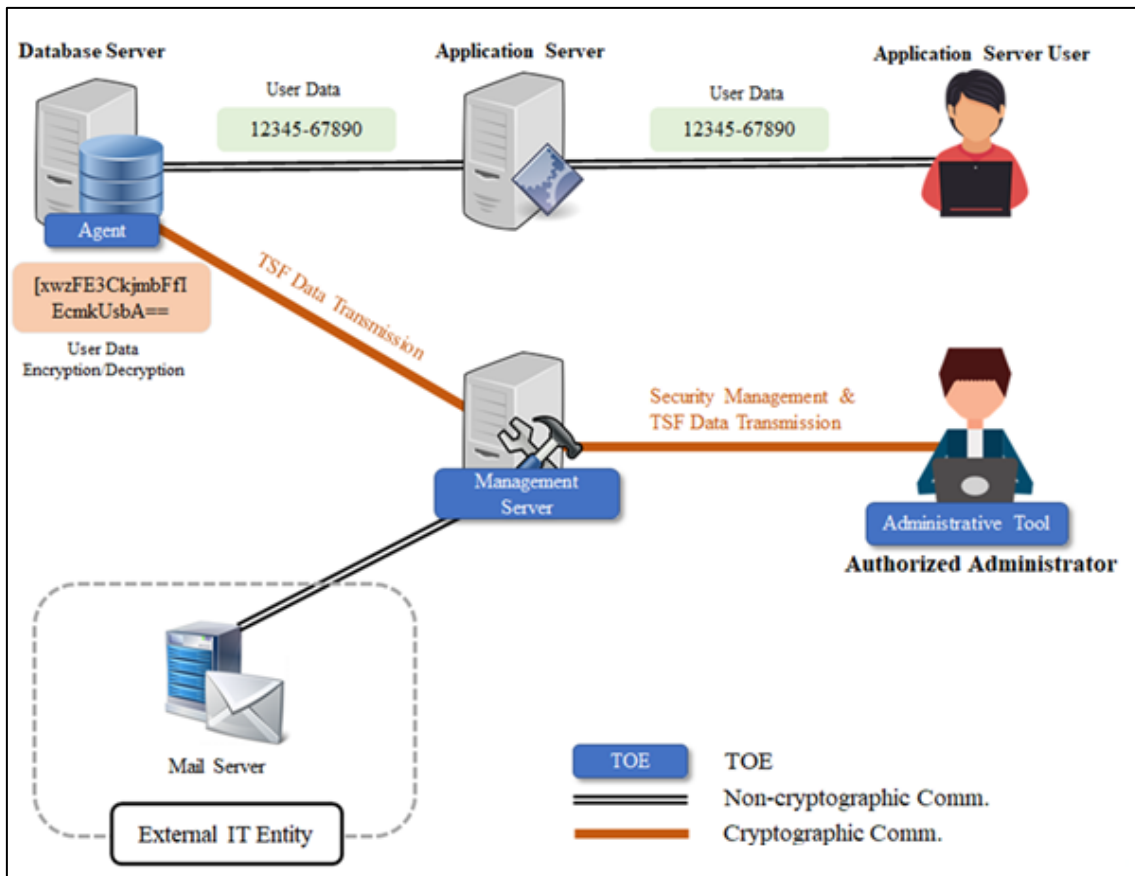 Database Server
Application Server
Application Server User
User Data
12345-67890
User Data
12345-67890
Agent
[xwzFE3CkjmbFfI
EcmkUsbA==
User Data
Encryption/Decryption
TSF Data Transmission
Security Management &
TSF Data Transmission
Management
Server
Administrative Tool
Authorized Administrator
Mail Server
External IT Entity
TOE
TOE
Non-cryptographic Comm.
Cryptographic Comm.